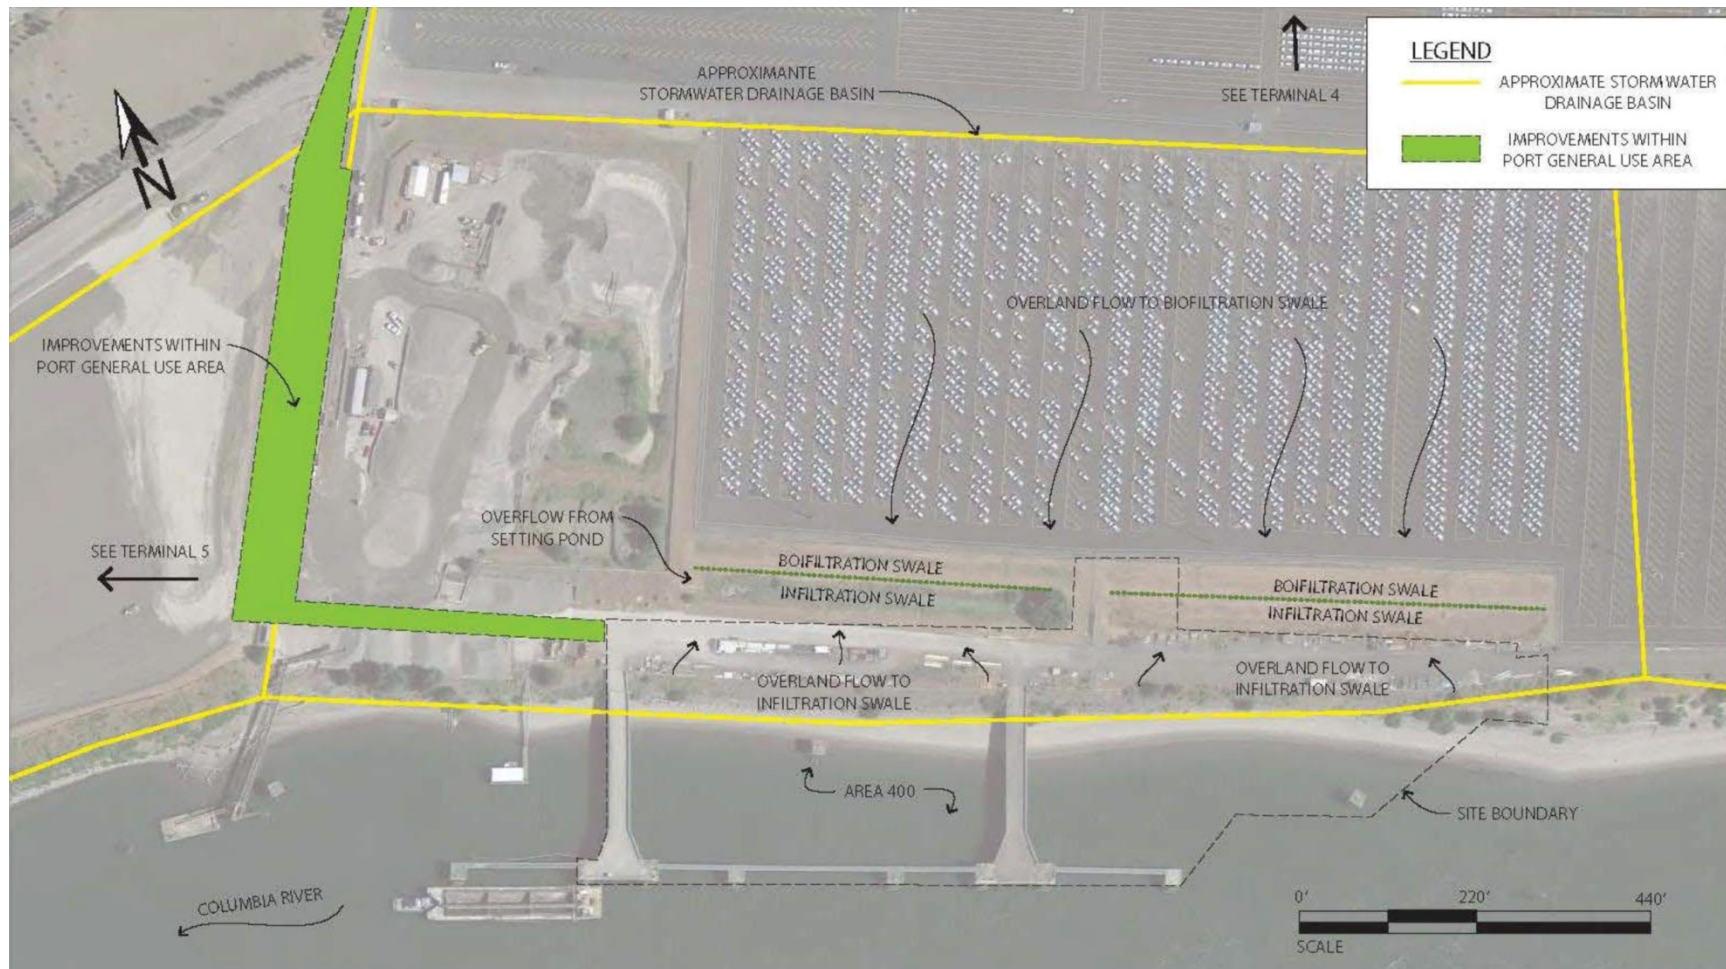 LEGEND
APPROXIMATE STORM WATER
DRAINAGE BASIN
IMPROVEMENTS WITHIN
PORT GENERAL USE AREA
APPROXIMANTE
STORMWATER DRAINAGE BASIN
SEE TERMINAL 4
N
OVERLAND FLOW TO BIOFILTRATION SWALE
IMPROVEMENTS WITHIN
PORT GENERAL USE AREA
OVERFLOW FROM
SETTING POND
SEE TERMINAL 5
BOIFILTRATION SWALE
INFILTRATION SWALE
BOIFILTRATION SWALE
INFILTRATION SWALE
OVERLAND FLOW TO
INFILTRATION SWALE
OVERLAND FLOW TO
INFILTRATION SWALE
AREA 400
SITE BOUNDARY
COLUMBIA RIVER
0' 220' 440'
SCALE